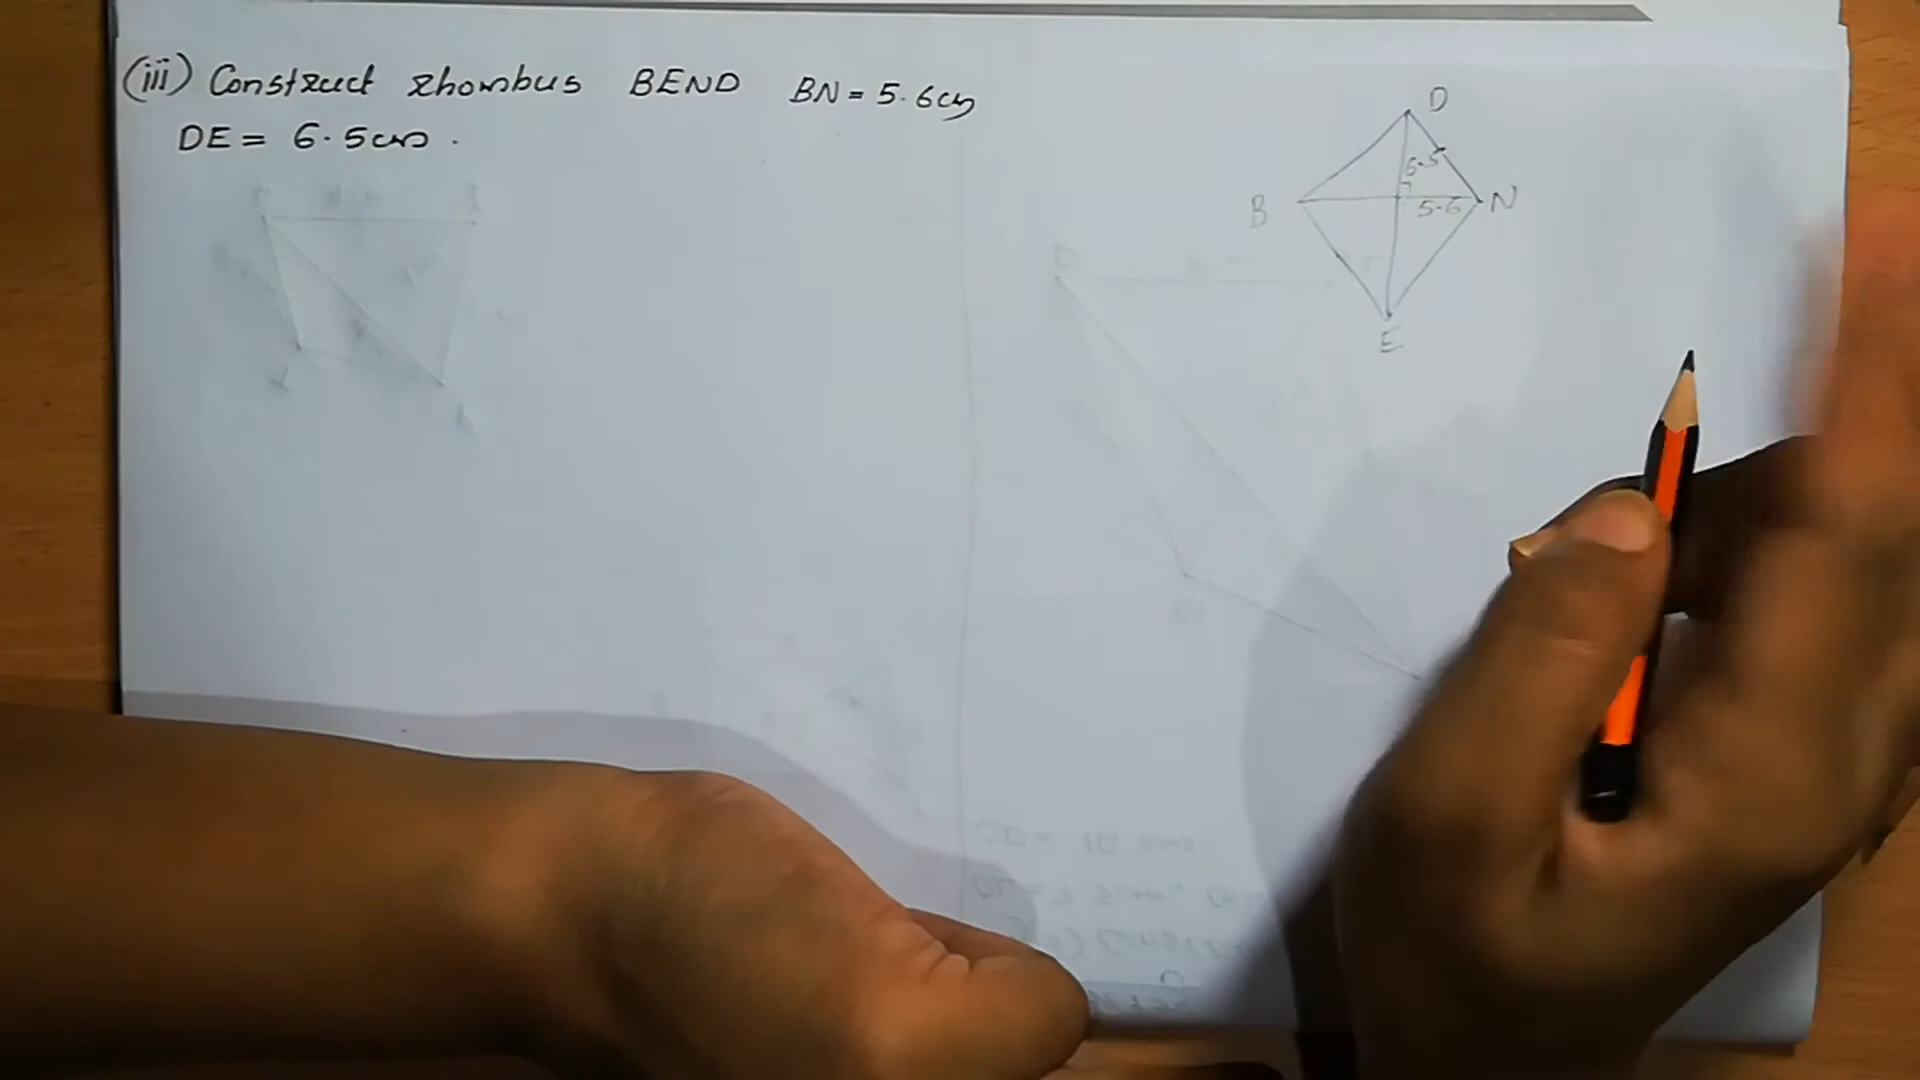 (iii) Construct rhombus BEND BN = 5.6cm
DE = 6.5cm.
D
6.5
B
5.6
N
E